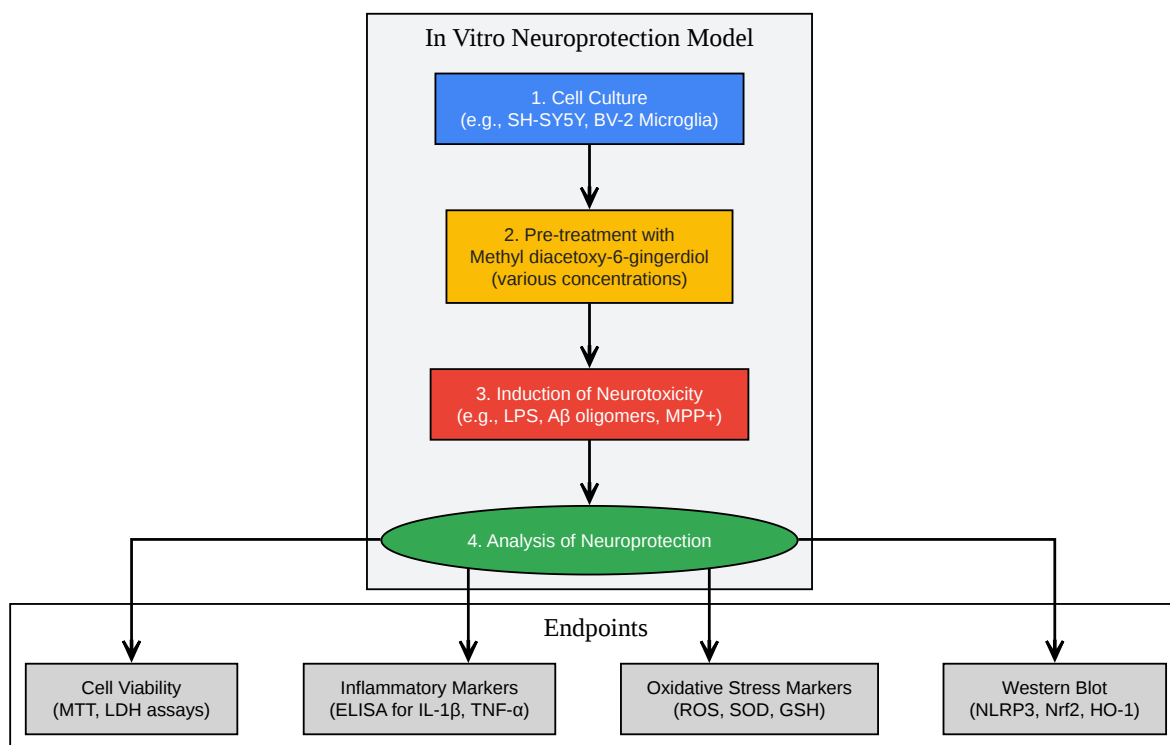 In Vitro Neuroprotection Model
1. Cell Culture
(e.g., SH-SY5Y, BV-2 Microglia)
2. Pre-treatment with
Methyl diacetoxy-6-gingerdiol
(various concentrations)
3. Induction of Neurotoxicity
(e.g., LPS, Aβ oligomers, MPP+)
4. Analysis of Neuroprotection
Endpoints
Cell Viability
(MTT, LDH assays)
Inflammatory Markers
(ELISA for IL-1β, TNF-α)
Oxidative Stress Markers
(ROS, SOD, GSH)
Western Blot
(NLRP3, Nrf2, HO-1)